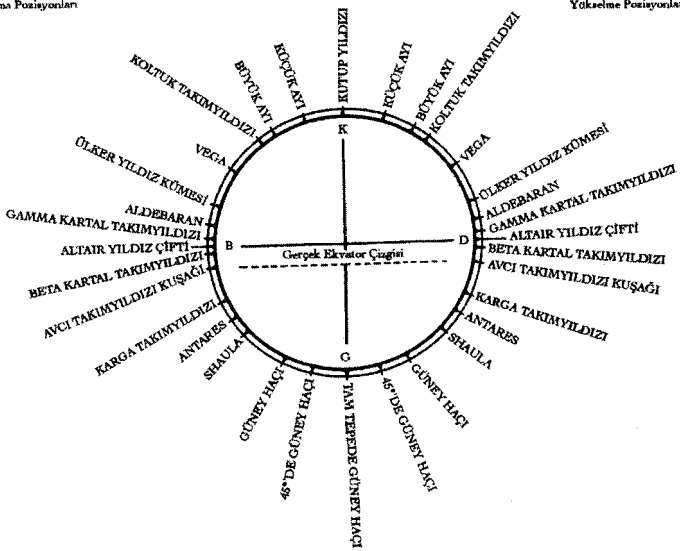 Pozisyonları
Yükselme Pozisyonları
KUTUP YILDIZI
KÜÇÜK AYI
BÜYÜK AYI
KOLTUK TAKIMYILDIZI
VEGA
ÜLKER YILDIZ KÜMESİ
ALDEBARAN
GAMMA KARTAL TAKIMYILDIZI
ALTAIR YILDIZ ÇİFTİ
BETA KARTAL TAKIMYILDIZI
AVCI TAKIMYILDIZI KUŞAĞI
KARGA TAKIMYILDIZI
ANTARES
SHAULA
GÜNEY HAÇI
45°'DE GÜNEY HAÇI
TAM TEPEDE GÜNEY HAÇI
45°'DE GÜNEY HAÇI
GÜNEY HAÇI
SHAULA
ANTARES
KARGA TAKIMYILDIZI
AVCI TAKIMYILDIZI KUŞAĞI
BETA KARTAL TAKIMYILDIZI
ALTAIR YILDIZ ÇİFTİ
GAMMA KARTAL TAKIMYILDIZI
ALDEBARAN
ÜLKER YILDIZ KÜMESİ
VEGA
KOLTUK TAKIMYILDIZI
BÜYÜK AYI
KÜÇÜK AYI
K
B
D
Gerçek Ekvator Çizgisi
G